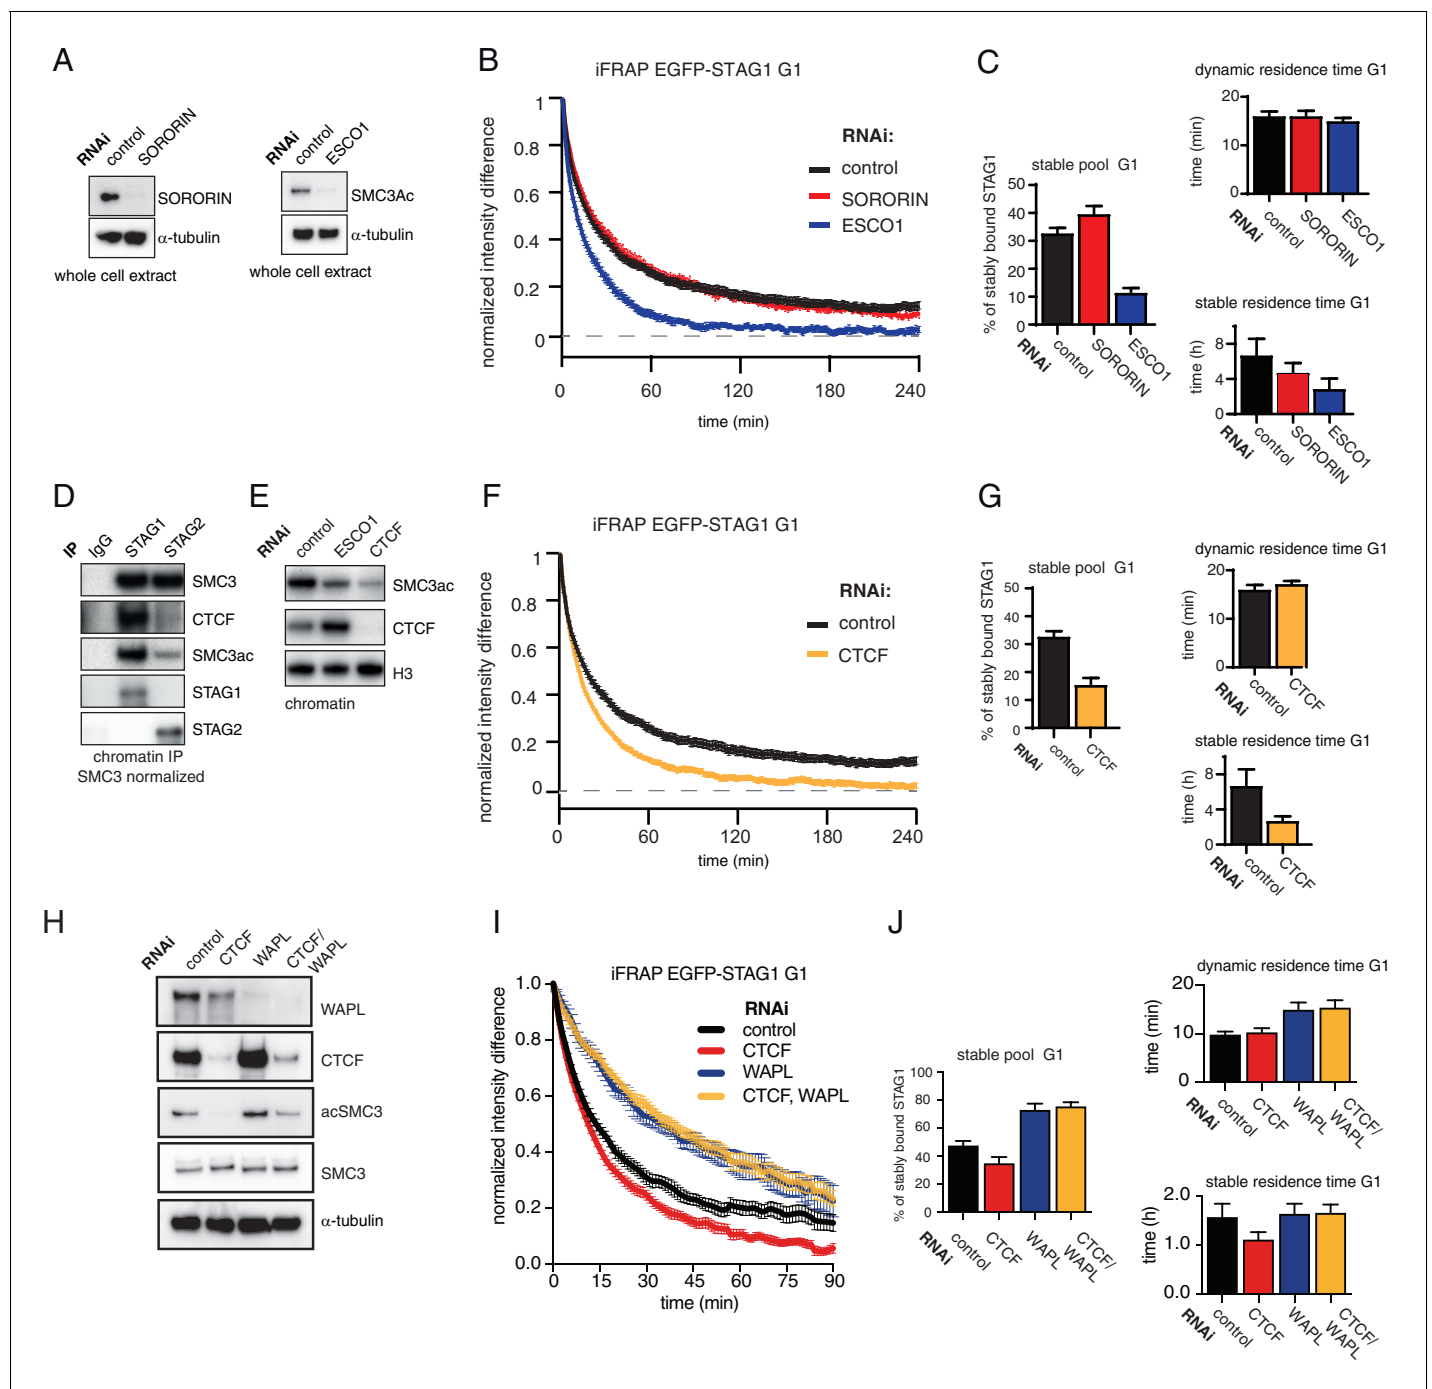 A
RNAi
control
SORORIN
SORORIN
α-tubulin
whole cell extract
RNAi
control
ESCO1
SMC3Ac
α-tubulin
whole cell extract
B
iFRAP EGFP-STAG1 G1
normalized intensity difference
1
0.8
0.6
0.4
0.2
0
RNAi:
control
SORORIN
ESCO1
0 60 120 180 240
time (min)
C
stable pool G1
% of stably bound STAG1
50
40
30
20
10
0
RNAi
control
SORORIN
ESCO1
dynamic residence time G1
time (min)
20
10
0
RNAi
control
SORORIN
ESCO1
stable residence time G1
time (h)
8
4
0
RNAi
control
SORORIN
ESCO1
D
IP
IgG
STAG1
STAG2
SMC3
CTCF
SMC3ac
STAG1
STAG2
chromatin IP
SMC3 normalized
E
RNAi
control
ESCO1
CTCF
SMC3ac
CTCF
H3
chromatin
F
iFRAP EGFP-STAG1 G1
normalized intensity difference
1
0.8
0.6
0.4
0.2
0
RNAi:
control
CTCF
0 60 120 180 240
time (min)
G
stable pool G1
% of stably bound STAG1
50
40
30
20
10
0
RNAi
control
CTCF
dynamic residence time G1
time (min)
20
10
0
RNAi
control
CTCF
stable residence time G1
time (h)
8
4
0
RNAi
control
CTCF
H
RNAi
control
CTCF
WAPL
CTCF/
WAPL
WAPL
CTCF
acSMC3
SMC3
α-tubulin
I
iFRAP EGFP-STAG1 G1
normalized intensity difference
1.0
0.8
0.6
0.4
0.2
0.0
RNAi
control
CTCF
WAPL
CTCF, WAPL
0 15 30 45 60 75 90
time (min)
J
stable pool G1
% of stably bound STAG1
100
80
60
40
20
0
RNAi
control
CTCF
WAPL
CTCF/
WAPL
dynamic residence time G1
time (min)
20
10
0
RNAi
control
CTCF
WAPL
CTCF/
WAPL
stable residence time G1
time (h)
2.0
1.0
0.0
RNAi
control
CTCF
WAPL
CTCF/
WAPL